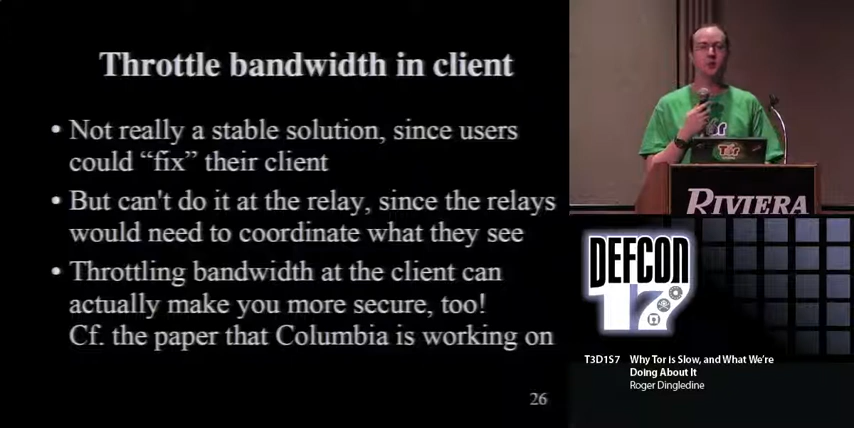 Throttle bandwidth in client
• Not really a stable solution, since users
could “fix” their client
• But can't do it at the relay, since the relays
would need to coordinate what they see
• Throttling bandwidth at the client can
actually make you more secure, too!
Cf. the paper that Columbia is working on
26
Tor
RIVIERA
DEFCON
17
T3D1S7 Why Tor is Slow, and What We're
Doing About It
Roger Dingledine